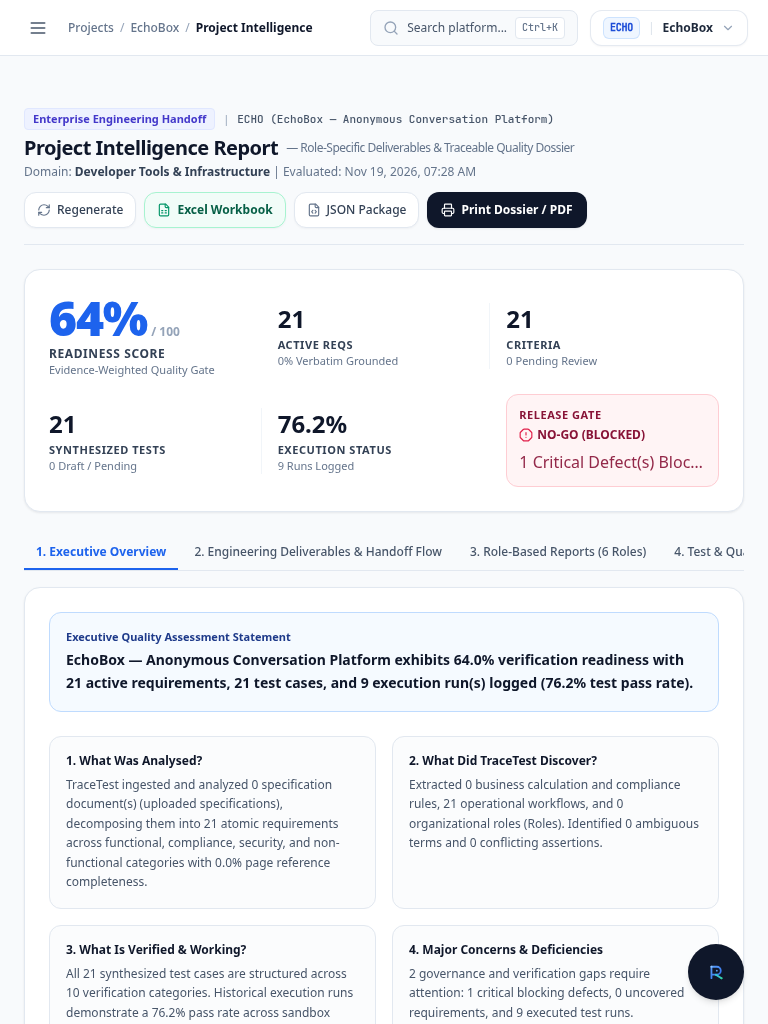 Projects / EchoBox / Project Intelligence
Search platform... Ctrl+K
ECHO EchoBox
Enterprise Engineering Handoff | ECHO (EchoBox — Anonymous Conversation Platform)
Project Intelligence Report — Role-Specific Deliverables & Traceable Quality Dossier
Domain: Developer Tools & Infrastructure | Evaluated: Nov 19, 2026, 07:28 AM
Regenerate
Excel Workbook
JSON Package
Print Dossier / PDF
64% / 100
READINESS SCORE
Evidence-Weighted Quality Gate
21
ACTIVE REQS
0% Verbatim Grounded
21
CRITERIA
0 Pending Review
21
SYNTHESIZED TESTS
0 Draft / Pending
76.2%
EXECUTION STATUS
9 Runs Logged
RELEASE GATE
NO-GO (BLOCKED)
1 Critical Defect(s) Bloc...
1. Executive Overview
2. Engineering Deliverables & Handoff Flow
3. Role-Based Reports (6 Roles)
4. Test & Qu
Executive Quality Assessment Statement
EchoBox — Anonymous Conversation Platform exhibits 64.0% verification readiness with
21 active requirements, 21 test cases, and 9 execution run(s) logged (76.2% test pass rate).
1. What Was Analysed?
TraceTest ingested and analyzed 0 specification
document(s) (uploaded specifications),
decomposing them into 21 atomic requirements
across functional, compliance, security, and non-
functional categories with 0.0% page reference
completeness.
2. What Did TraceTest Discover?
Extracted 0 business calculation and compliance
rules, 21 operational workflows, and 0
organizational roles (Roles). Identified 0 ambiguous
terms and 0 conflicting assertions.
3. What Is Verified & Working?
All 21 synthesized test cases are structured across
10 verification categories. Historical execution runs
demonstrate a 76.2% pass rate across sandbox
4. Major Concerns & Deficiencies
2 governance and verification gaps require
attention: 1 critical blocking defects, 0 uncovered
requirements, and 9 executed test runs.